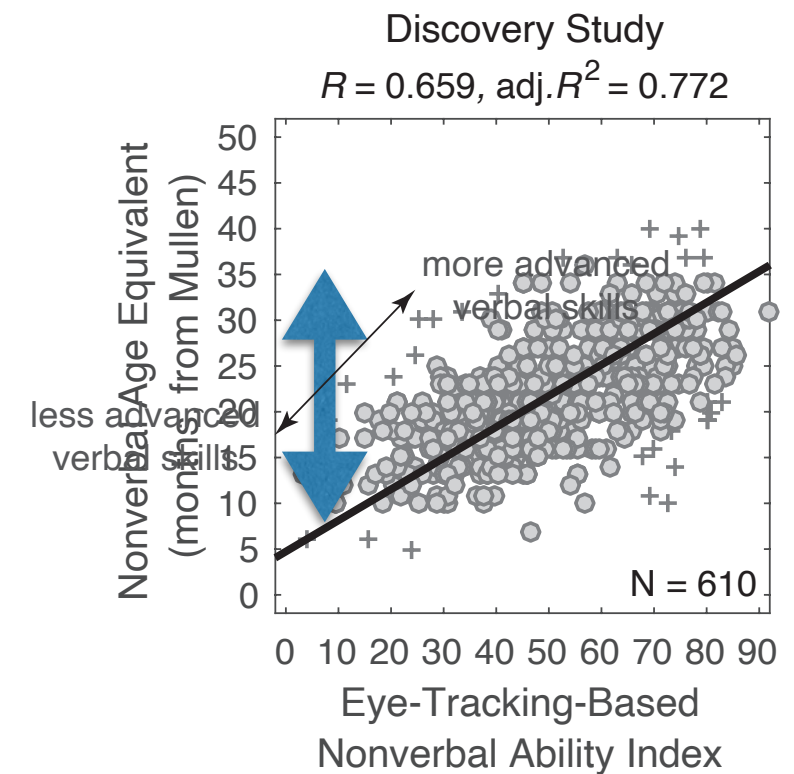 Discovery Study
R = 0.659, adj.R² = 0.772
Nonverbal Age Equivalent
(months from Mullen)
50
45
40
35
30
25
20
15
10
5
0
more advanced
verbal skills
less advanced
verbal skills
N = 610
0 10 20 30 40 50 60 70 80 90
Eye-Tracking-Based
Nonverbal Ability Index